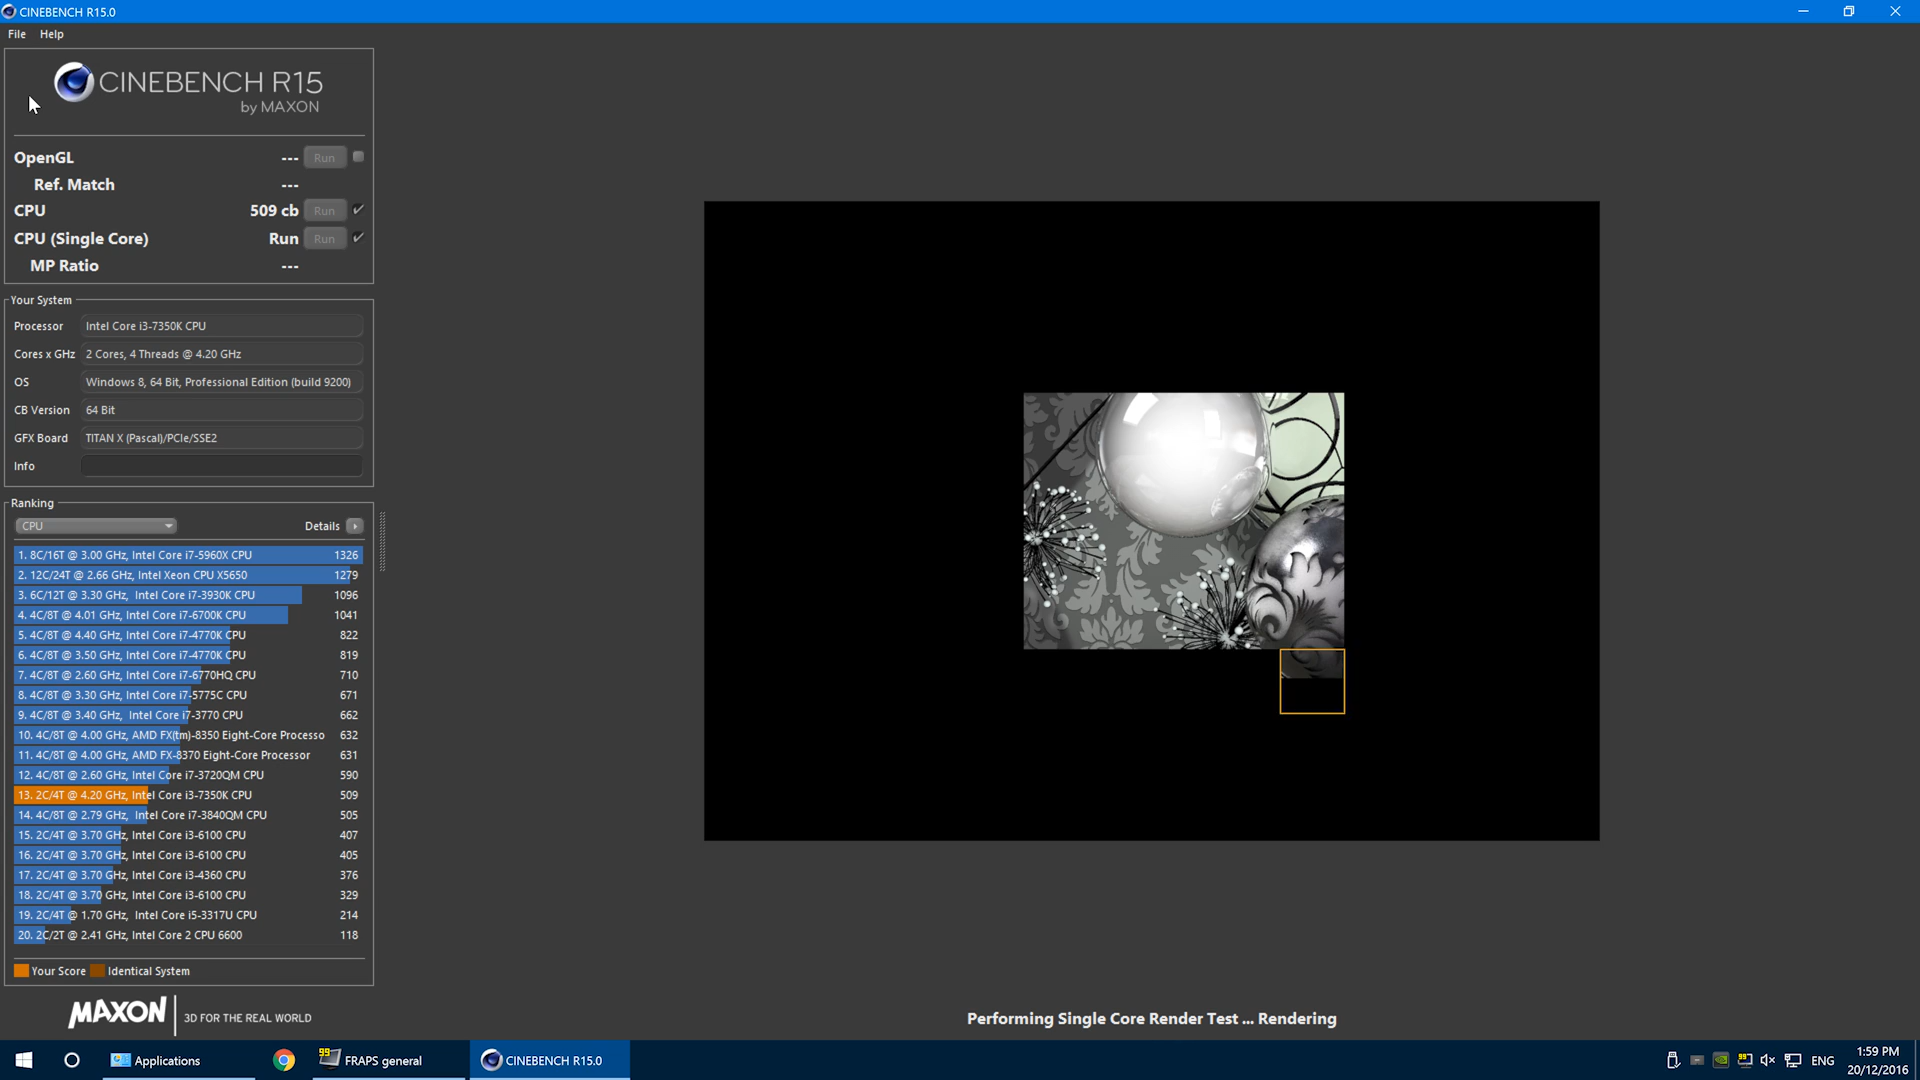 CINEBENCH R15.0
File Help
CINEBENCH R15
by MAXON
OpenGL --- Run
Ref. Match ---
CPU 509 cb Run
CPU (Single Core) Run Run
MP Ratio ---
Your System
Processor Intel Core i3-7350K CPU
Cores x GHz 2 Cores, 4 Threads @ 4.20 GHz
OS Windows 8, 64 Bit, Professional Edition (build 9200)
CB Version 64 Bit
GFX Board TITAN X (Pascal)/PCIe/SSE2
Info
Ranking
CPU Details
1. 8C/16T @ 3.00 GHz, Intel Core i7-5960X CPU 1326
2. 12C/24T @ 2.66 GHz, Intel Xeon CPU X5650 1279
3. 6C/12T @ 3.30 GHz, Intel Core i7-3930K CPU 1096
4. 4C/8T @ 4.01 GHz, Intel Core i7-6700K CPU 1041
5. 4C/8T @ 4.40 GHz, Intel Core i7-4770K CPU 822
6. 4C/8T @ 3.50 GHz, Intel Core i7-4770K CPU 819
7. 4C/8T @ 2.60 GHz, Intel Core i7-6770HQ CPU 710
8. 4C/8T @ 3.30 GHz, Intel Core i7-5775C CPU 671
9. 4C/8T @ 3.40 GHz, Intel Core i7-3770 CPU 662
10. 4C/8T @ 4.00 GHz, AMD FX(tm)-8350 Eight-Core Processo 632
11. 4C/8T @ 4.00 GHz, AMD FX-8370 Eight-Core Processor 631
12. 4C/8T @ 2.60 GHz, Intel Core i7-3720QM CPU 590
13. 2C/4T @ 4.20 GHz, Intel Core i3-7350K CPU 509
14. 4C/8T @ 2.79 GHz, Intel Core i7-3840QM CPU 505
15. 2C/4T @ 3.70 GHz, Intel Core i3-6100 CPU 407
16. 2C/4T @ 3.70 GHz, Intel Core i3-6100 CPU 405
17. 2C/4T @ 3.70 GHz, Intel Core i3-4360 CPU 376
18. 2C/4T @ 3.70 GHz, Intel Core i3-6100 CPU 329
19. 2C/4T @ 1.70 GHz, Intel Core i5-3317U CPU 214
20. 2C/2T @ 2.41 GHz, Intel Core 2 CPU 6600 118
Your Score Identical System
MAXON 3D FOR THE REAL WORLD
Performing Single Core Render Test ... Rendering
Applications
99 FRAPS general
CINEBENCH R15.0
99
ENG
1:59 PM
20/12/2016